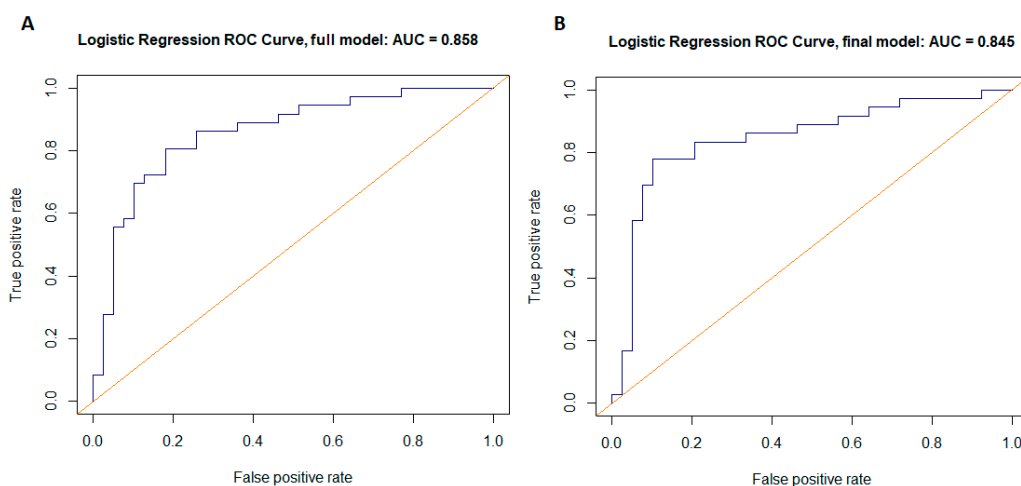 A
Logistic Regression ROC Curve, full model: AUC = 0.858
True positive rate
1.0
0.8
0.6
0.4
0.2
0.0
0.0 0.2 0.4 0.6 0.8 1.0
False positive rate
B
Logistic Regression ROC Curve, final model: AUC = 0.845
True positive rate
1.0
0.8
0.6
0.4
0.2
0.0
0.0 0.2 0.4 0.6 0.8 1.0
False positive rate